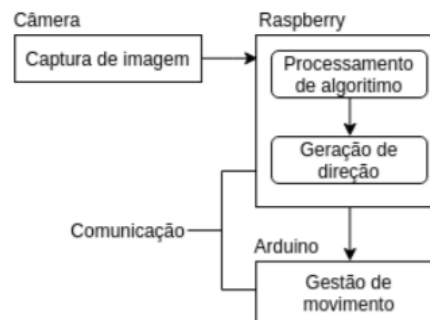 Câmera
Captura de imagem
Raspberry
Processamento
de algoritimo
Geração de
direção
Comunicação
Arduino
Gestão de
movimento